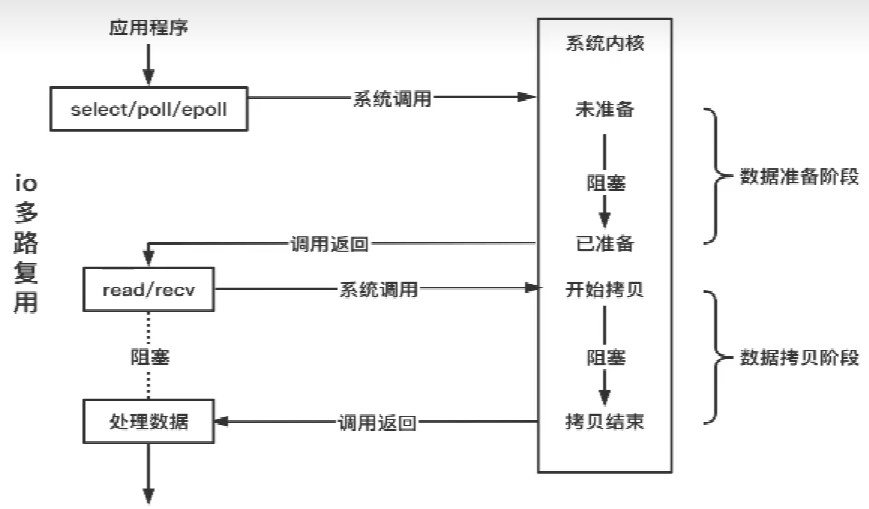 应用程序
系统内核
select/poll/epoll
系统调用
未准备
阻塞
数据准备阶段
io多路复用
调用返回
已准备
read/recv
系统调用
开始拷贝
阻塞
阻塞
数据拷贝阶段
处理数据
调用返回
拷贝结束